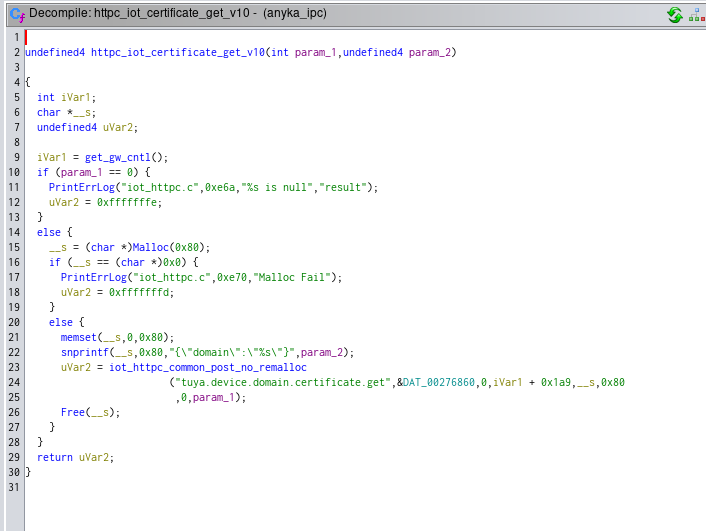 Decompile: httpc_iot_certificate_get_v10 - (anyka_ipc)
1
2 undefined4 httpc_iot_certificate_get_v10(int param_1,undefined4 param_2)
3
4 {
5 int iVar1;
6 char *__s;
7 undefined4 uVar2;
8
9 iVar1 = get_gw_cntl();
10 if (param_1 == 0) {
11 PrintErrLog("iot_httpc.c",0xe6a,"%s is null","result");
12 uVar2 = 0xfffffffe;
13 }
14 else {
15 __s = (char *)Malloc(0x80);
16 if (__s == (char *)0x0) {
17 PrintErrLog("iot_httpc.c",0xe70,"Malloc Fail");
18 uVar2 = 0xfffffffd;
19 }
20 else {
21 memset(__s,0,0x80);
22 snprintf(__s,0x80,"{\"domain\":\"%s\"}",param_2);
23 uVar2 = iot_httpc_common_post_no_remalloc
24 ("tuya.device.domain.certificate.get",&DAT_00276860,0,iVar1 + 0x1a9,__s,0x80
25 ,0,param_1);
26 Free(__s);
27 }
28 }
29 return uVar2;
30 }
31